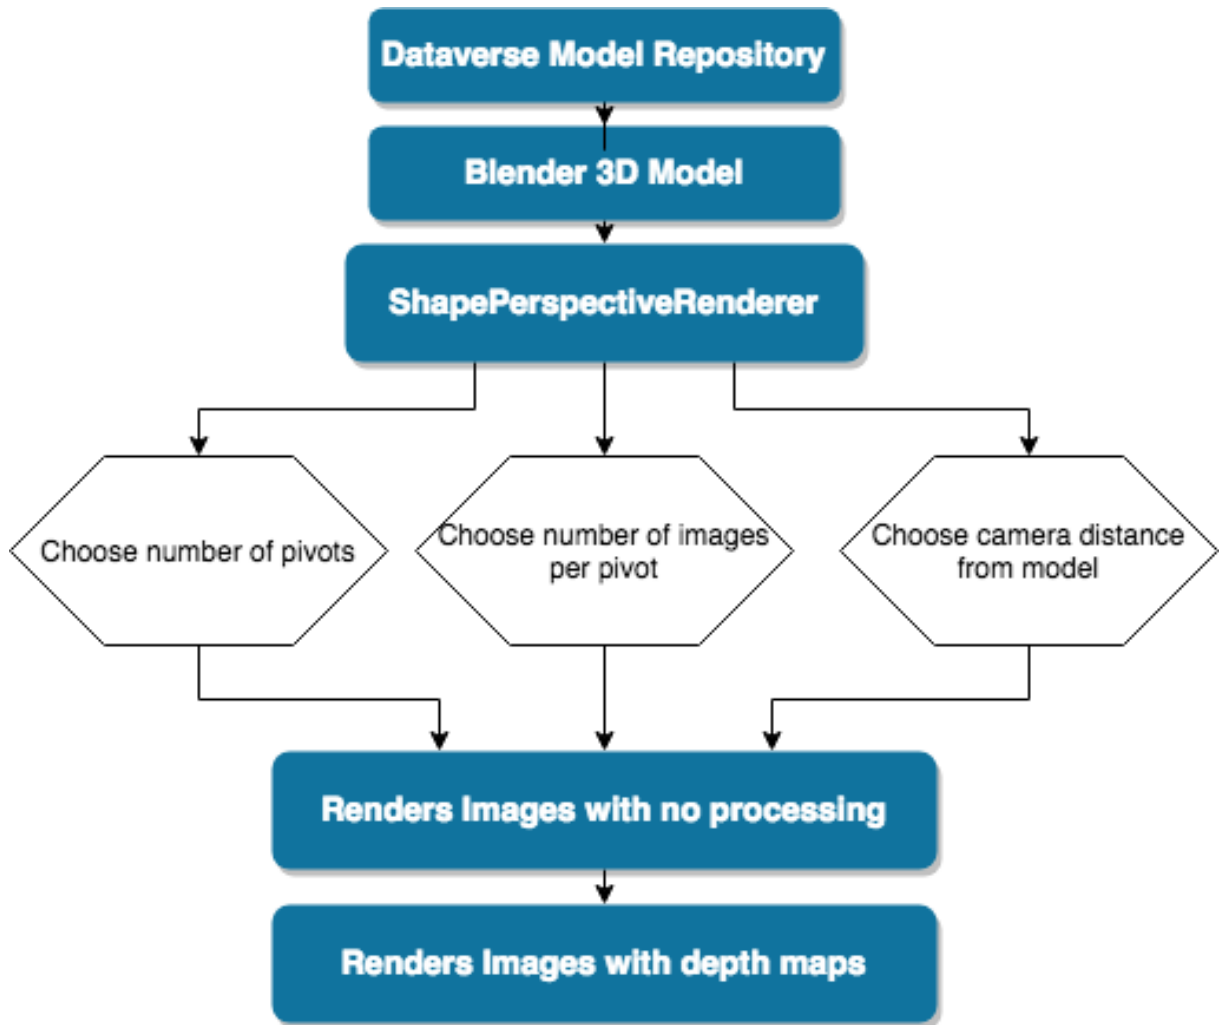 Dataverse Model Repository
Blender 3D Model
ShapePerspectiveRenderer
Choose number of pivots
Choose number of images
per pivot
Choose camera distance
from model
Renders Images with no processing
Renders Images with depth maps